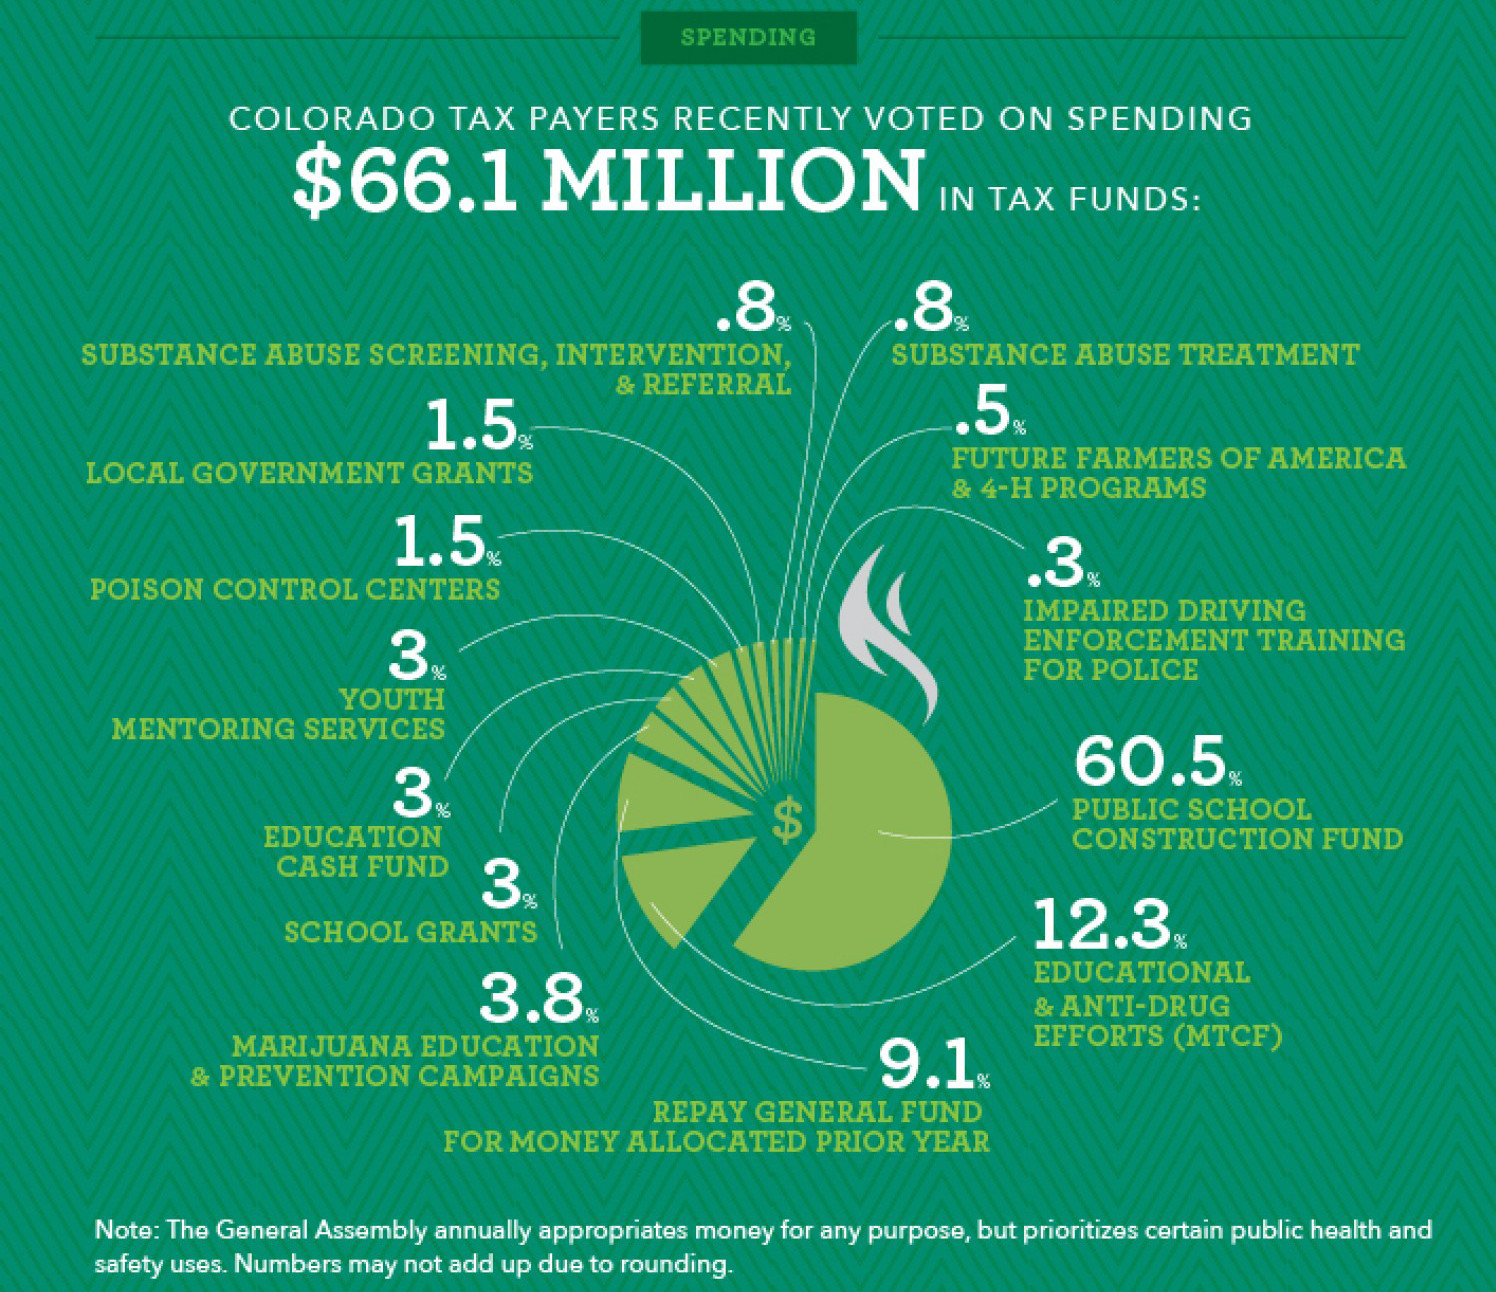 SPENDING
COLORADO TAX PAYERS RECENTLY VOTED ON SPENDING
$66.1 MILLION IN TAX FUNDS:
.8%
SUBSTANCE ABUSE SCREENING, INTERVENTION,
& REFERRAL
.8%
SUBSTANCE ABUSE TREATMENT
1.5%
LOCAL GOVERNMENT GRANTS
.5%
FUTURE FARMERS OF AMERICA
& 4-H PROGRAMS
1.5%
POISON CONTROL CENTERS
.3%
IMPAIRED DRIVING
ENFORCEMENT TRAINING
FOR POLICE
3%
YOUTH
MENTORING SERVICES
60.5%
PUBLIC SCHOOL
CONSTRUCTION FUND
3%
EDUCATION
CASH FUND
$
3%
SCHOOL GRANTS
12.3%
EDUCATIONAL
& ANTI-DRUG
EFFORTS (MTCF)
3.8%
MARIJUANA EDUCATION
& PREVENTION CAMPAIGNS
9.1%
REPAY GENERAL FUND
FOR MONEY ALLOCATED PRIOR YEAR
Note: The General Assembly annually appropriates money for any purpose, but prioritizes certain public health and
safety uses. Numbers may not add up due to rounding.